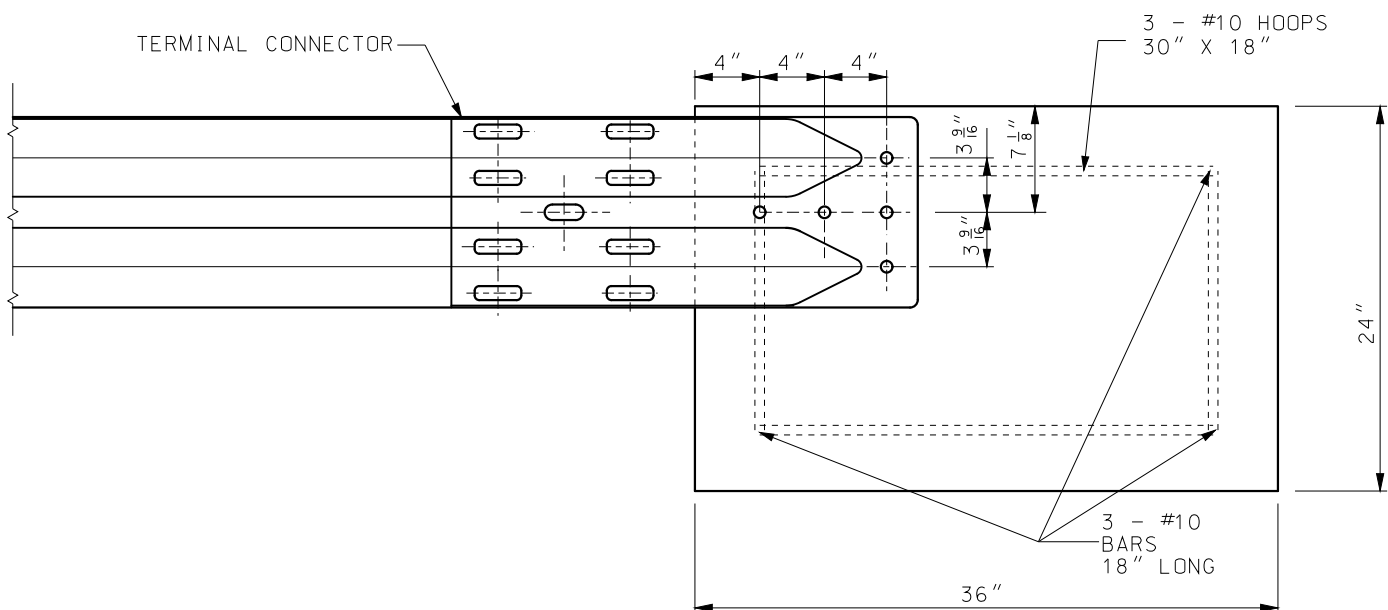 3 - #10 HOOPS
30" X 18"
TERMINAL CONNECTOR
4" 4" 4"
3 9/16"
7 1/8"
3 9/16"
24"
3 - #10
BARS
18" LONG
36"